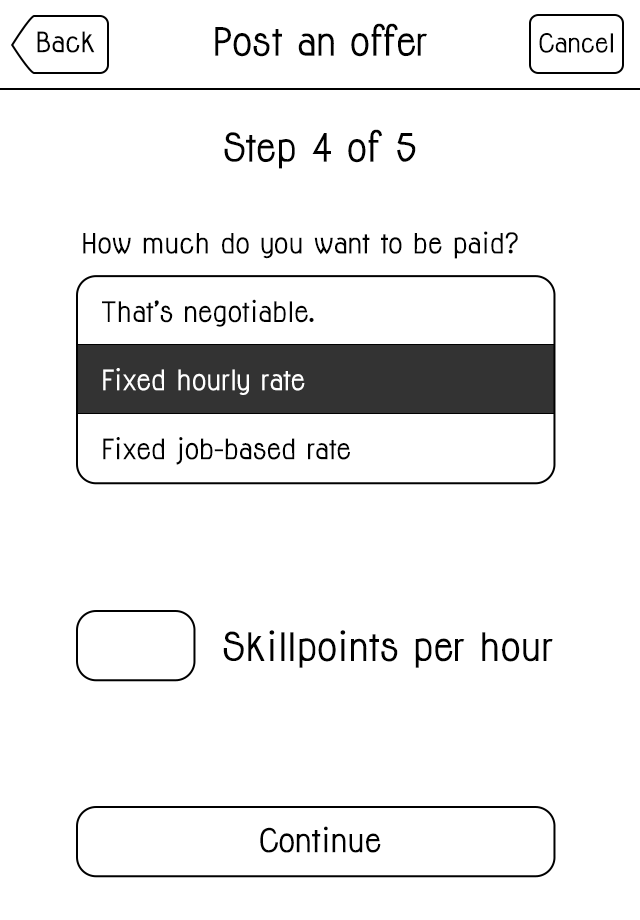 Back
Post an offer
Cancel
Step 4 of 5
How much do you want to be paid?
That's negotiable.
Fixed hourly rate
Fixed job-based rate
Skillpoints per hour
Continue